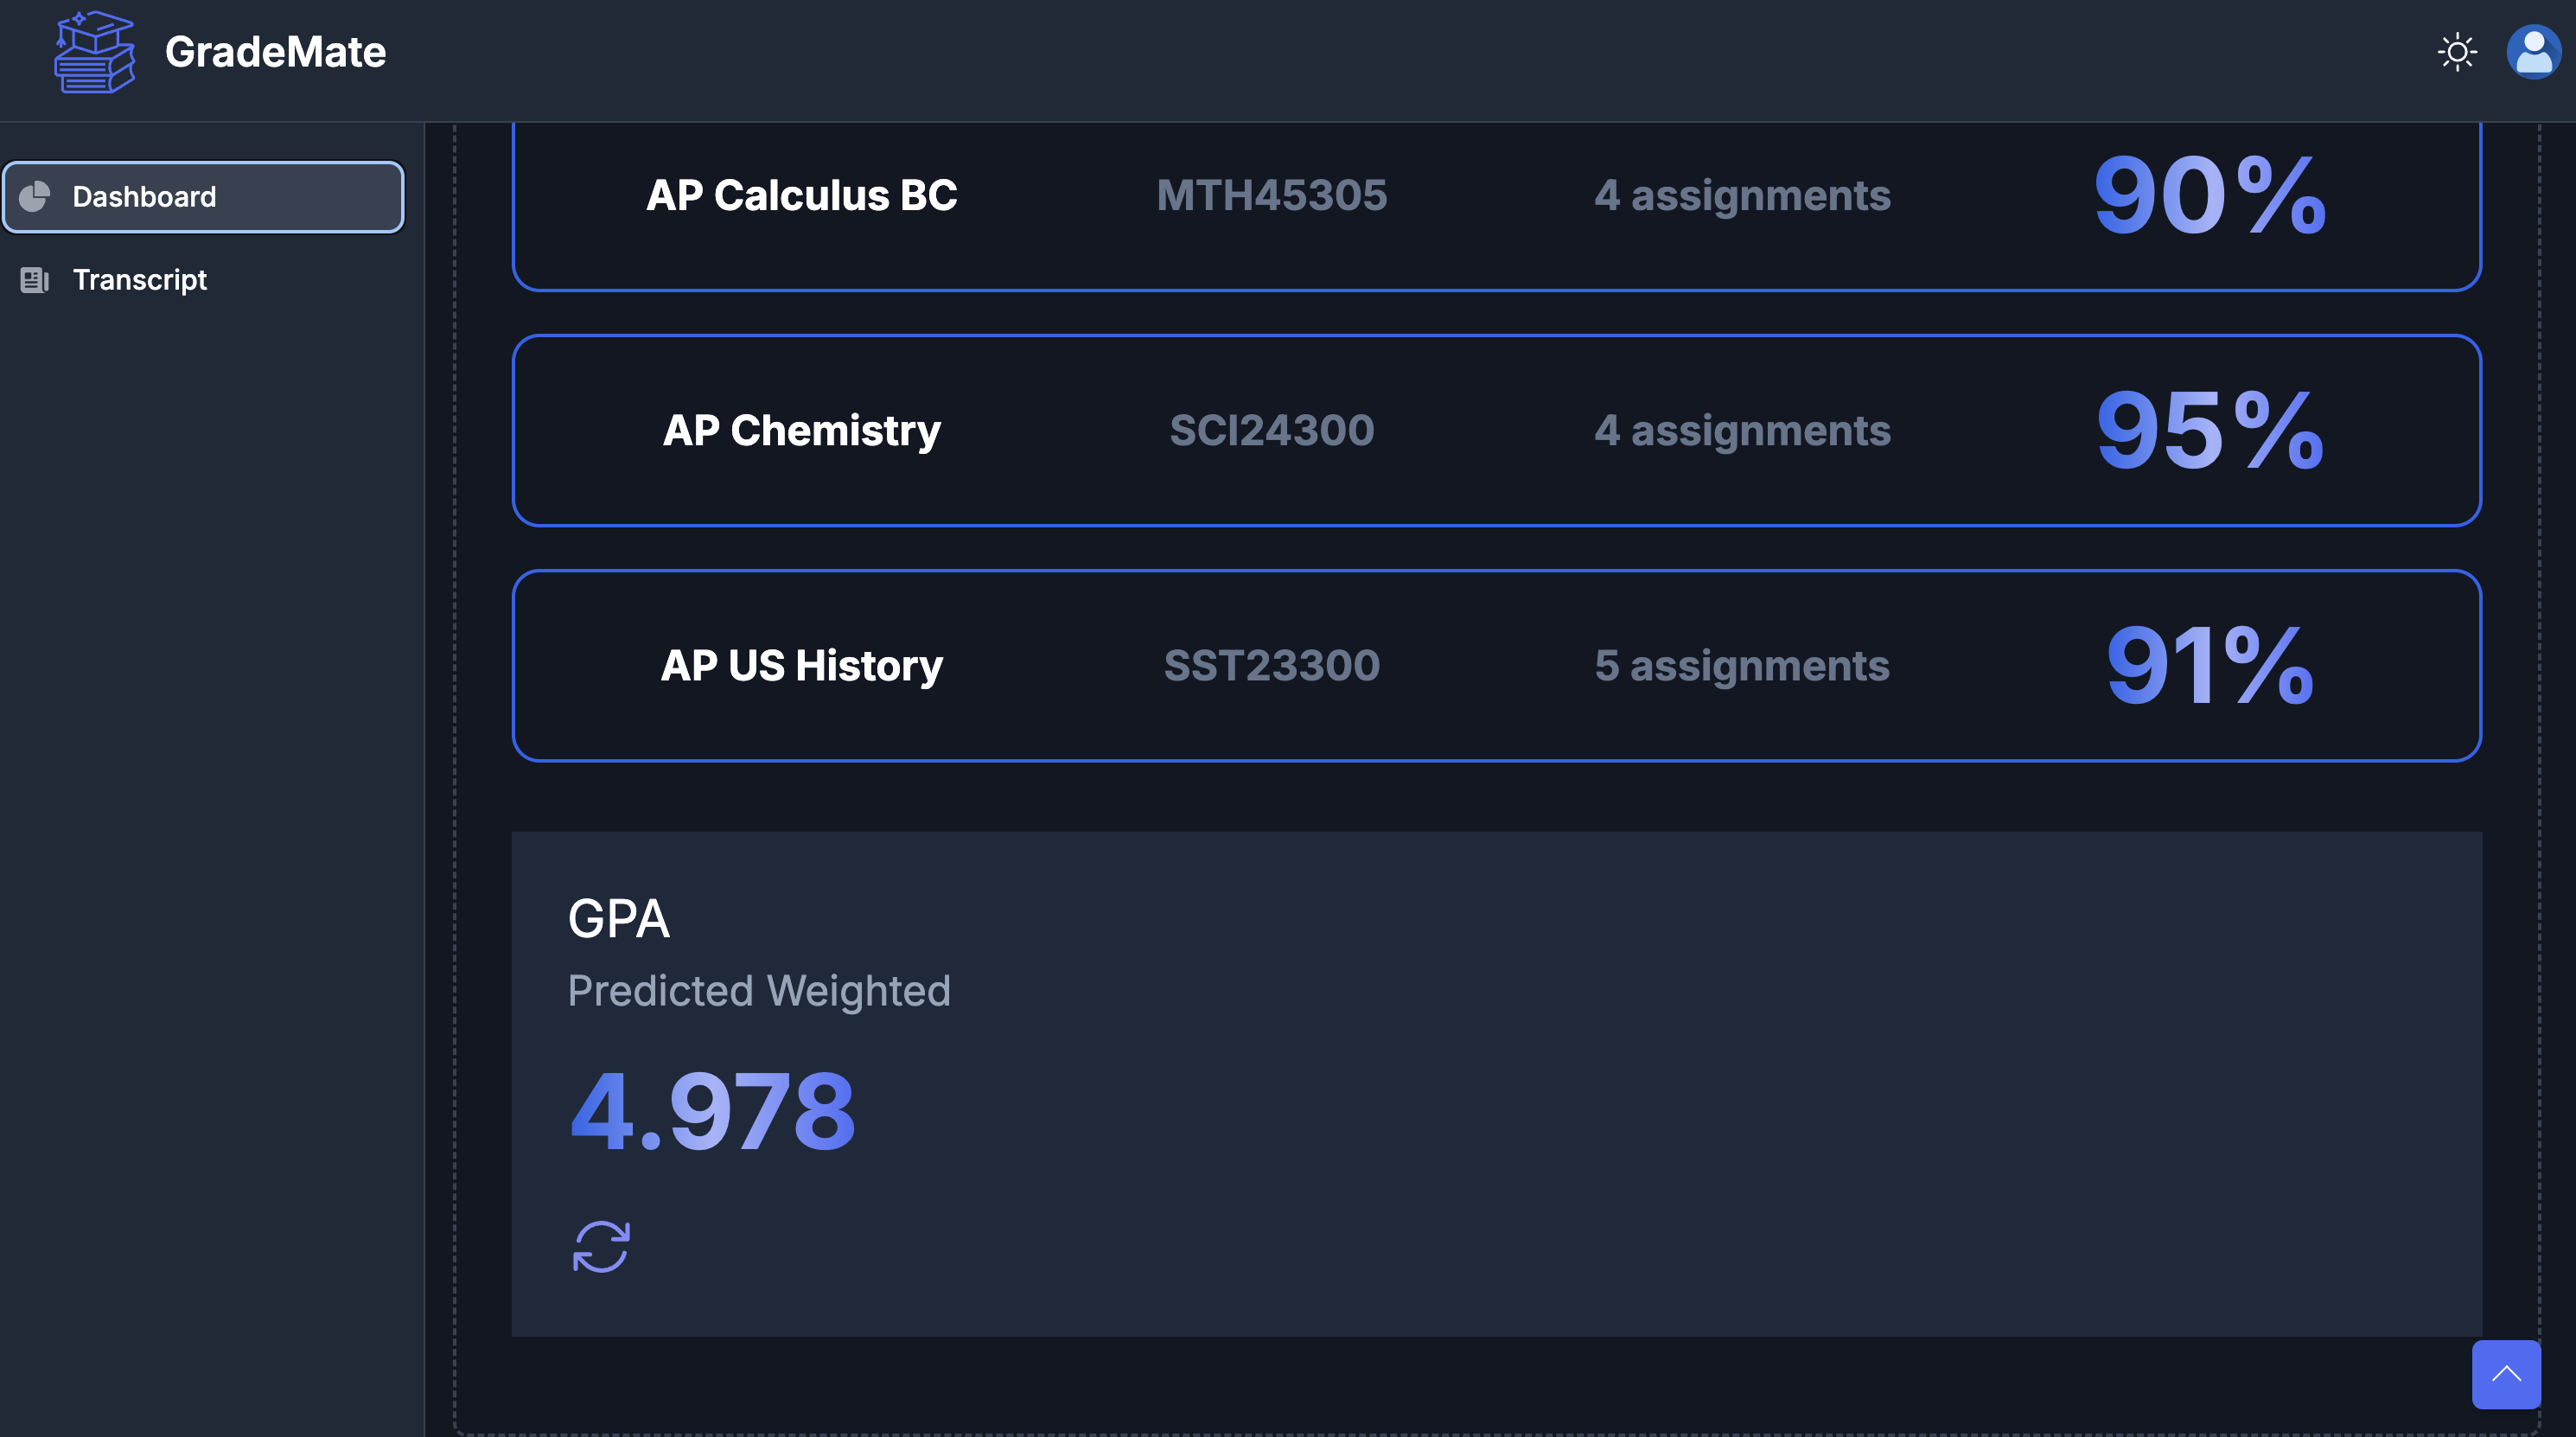 GradeMate
Dashboard
Transcript
AP Calculus BC MTH45305 4 assignments 90%
AP Chemistry SCI24300 4 assignments 95%
AP US History SST23300 5 assignments 91%
GPA
Predicted Weighted
4.978